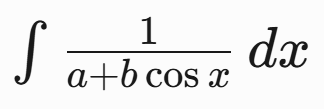 ∫ 1/(a+b cos x) dx